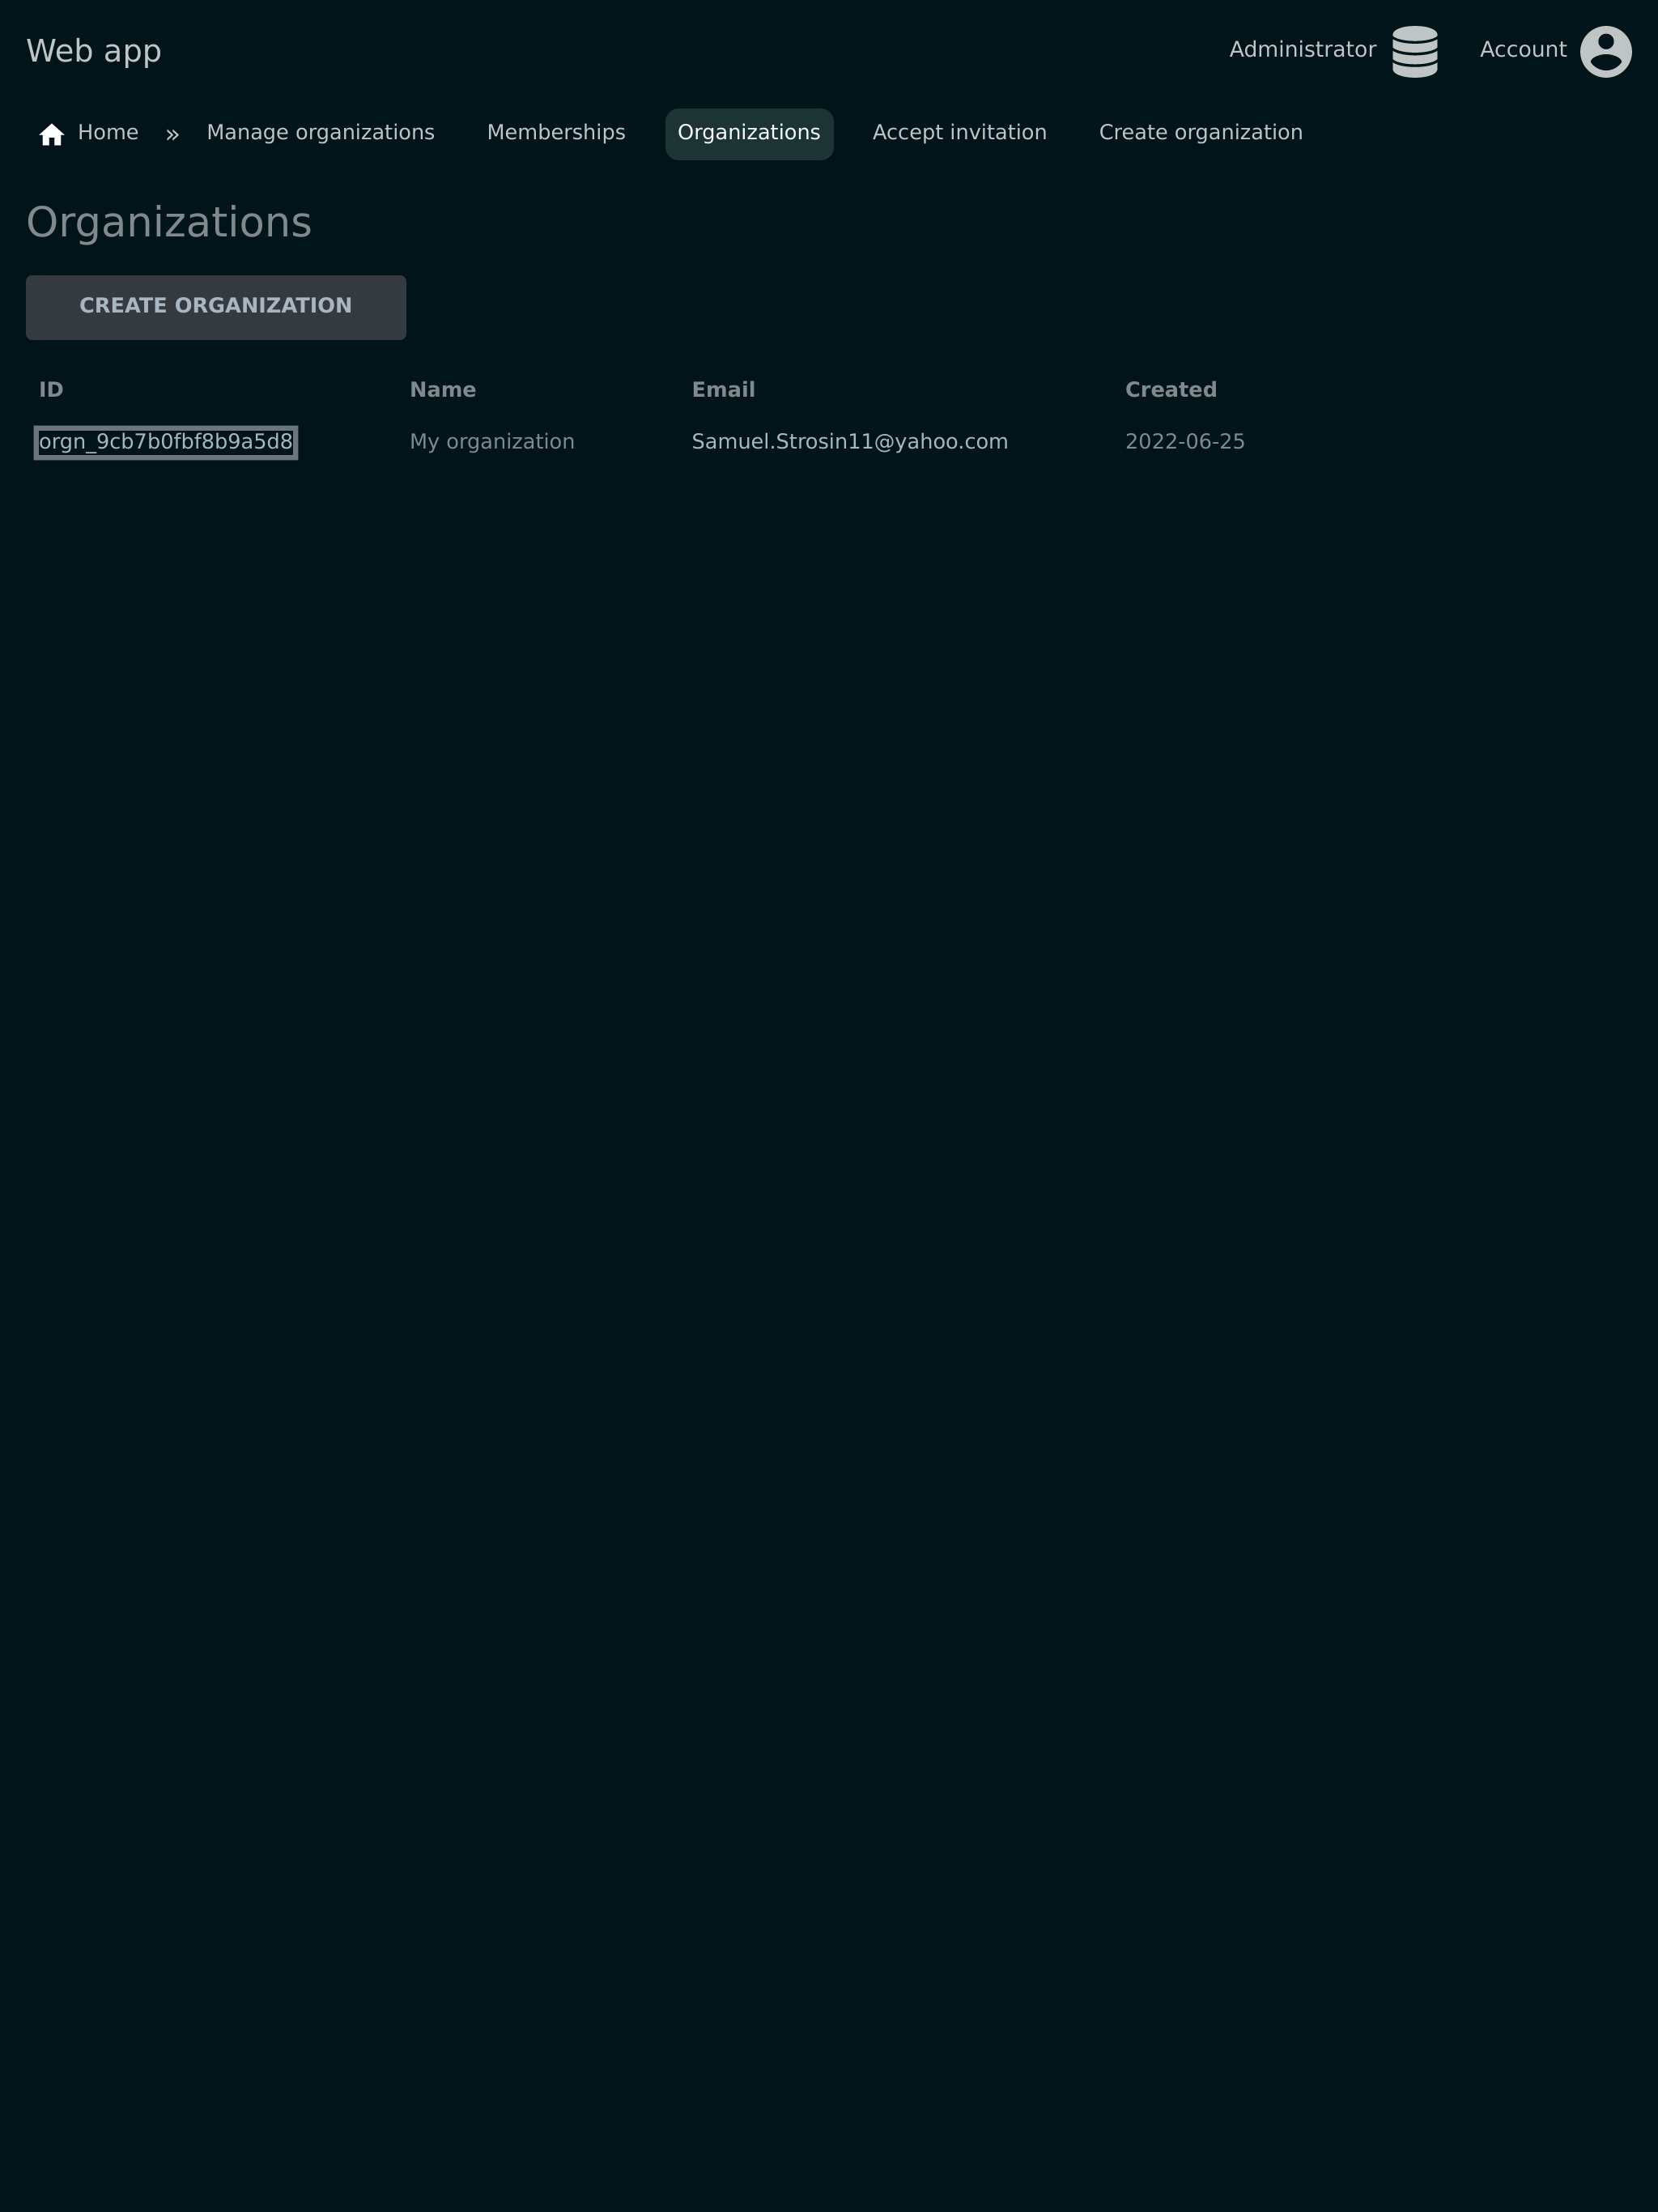 Web app
Administrator Account
Home » Manage organizations Memberships Organizations Accept invitation Create organization
Organizations
CREATE ORGANIZATION
ID Name Email Created
orgn_9cb7b0fbf8b9a5d8 My organization Samuel.Strosin11@yahoo.com 2022-06-25